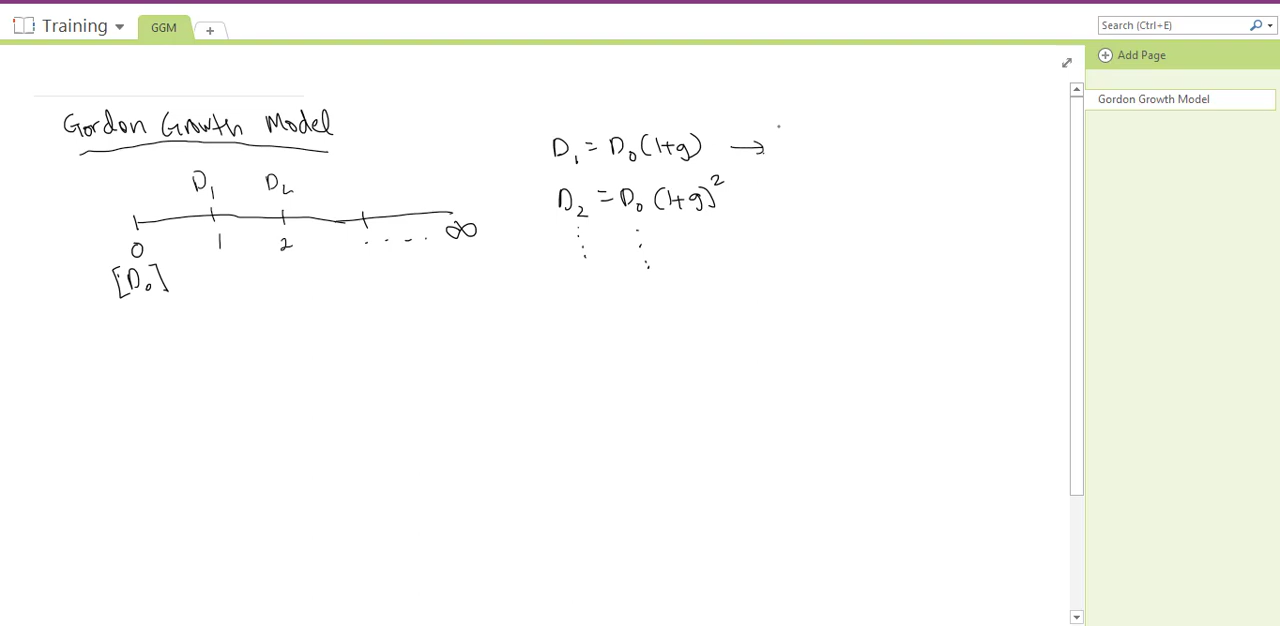 Training
GGM
+
Search (Ctrl+E)
Add Page
Gordon Growth Model
Gordon Growth Model
D₁ D₂
0 1 2 . . . . ∞
[D₀]
D₁ = D₀(1+g) →
D₂ = D₀(1+g)²
⋮ ⋮